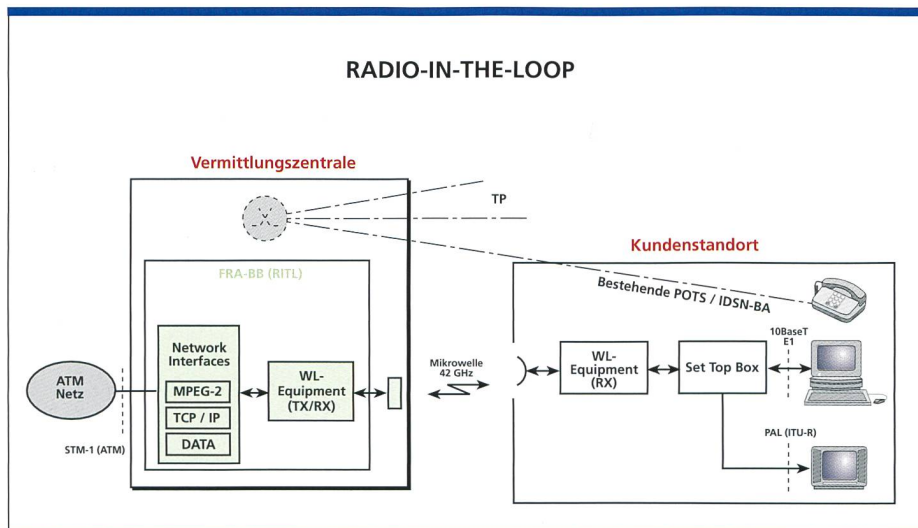 RADIO-IN-THE-LOOP
Vermittlungszentrale
TP
Kundenstandort
FRA-BB (RITL)
Bestehende POTS / IDSN-BA
Network
Interfaces
MPEG-2
TCP / IP
DATA
WL-
Equipment
(TX/RX)
ATM
Netz
STM-1 (ATM)
Mikrowelle
42 GHz
WL-
Equipment
(RX)
Set Top Box
10BaseT
E1
PAL (ITU-R)